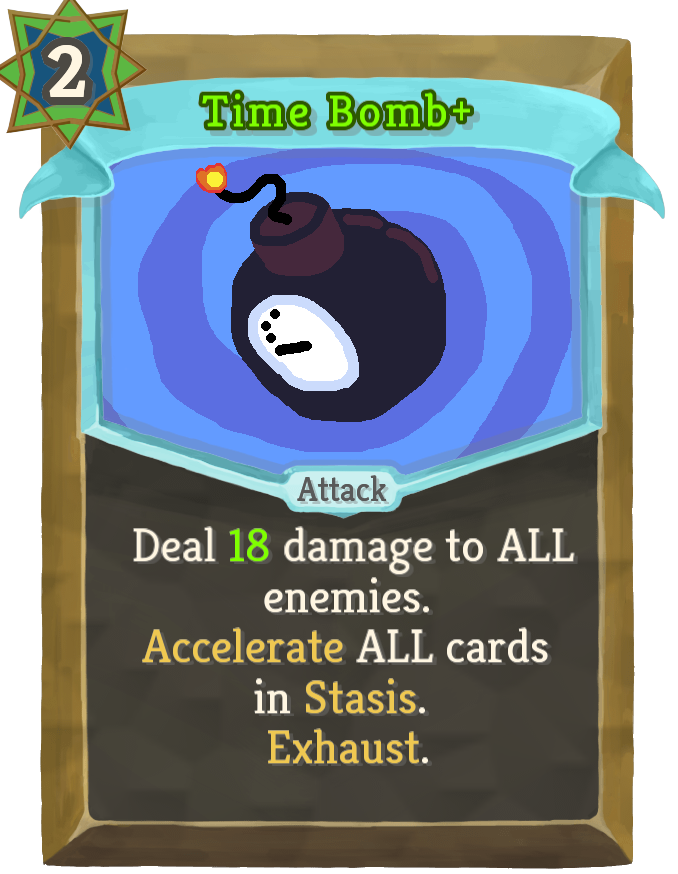 2
Time Bomb+
Attack
Deal 18 damage to ALL
enemies.
Accelerate ALL cards
in Stasis.
Exhaust.